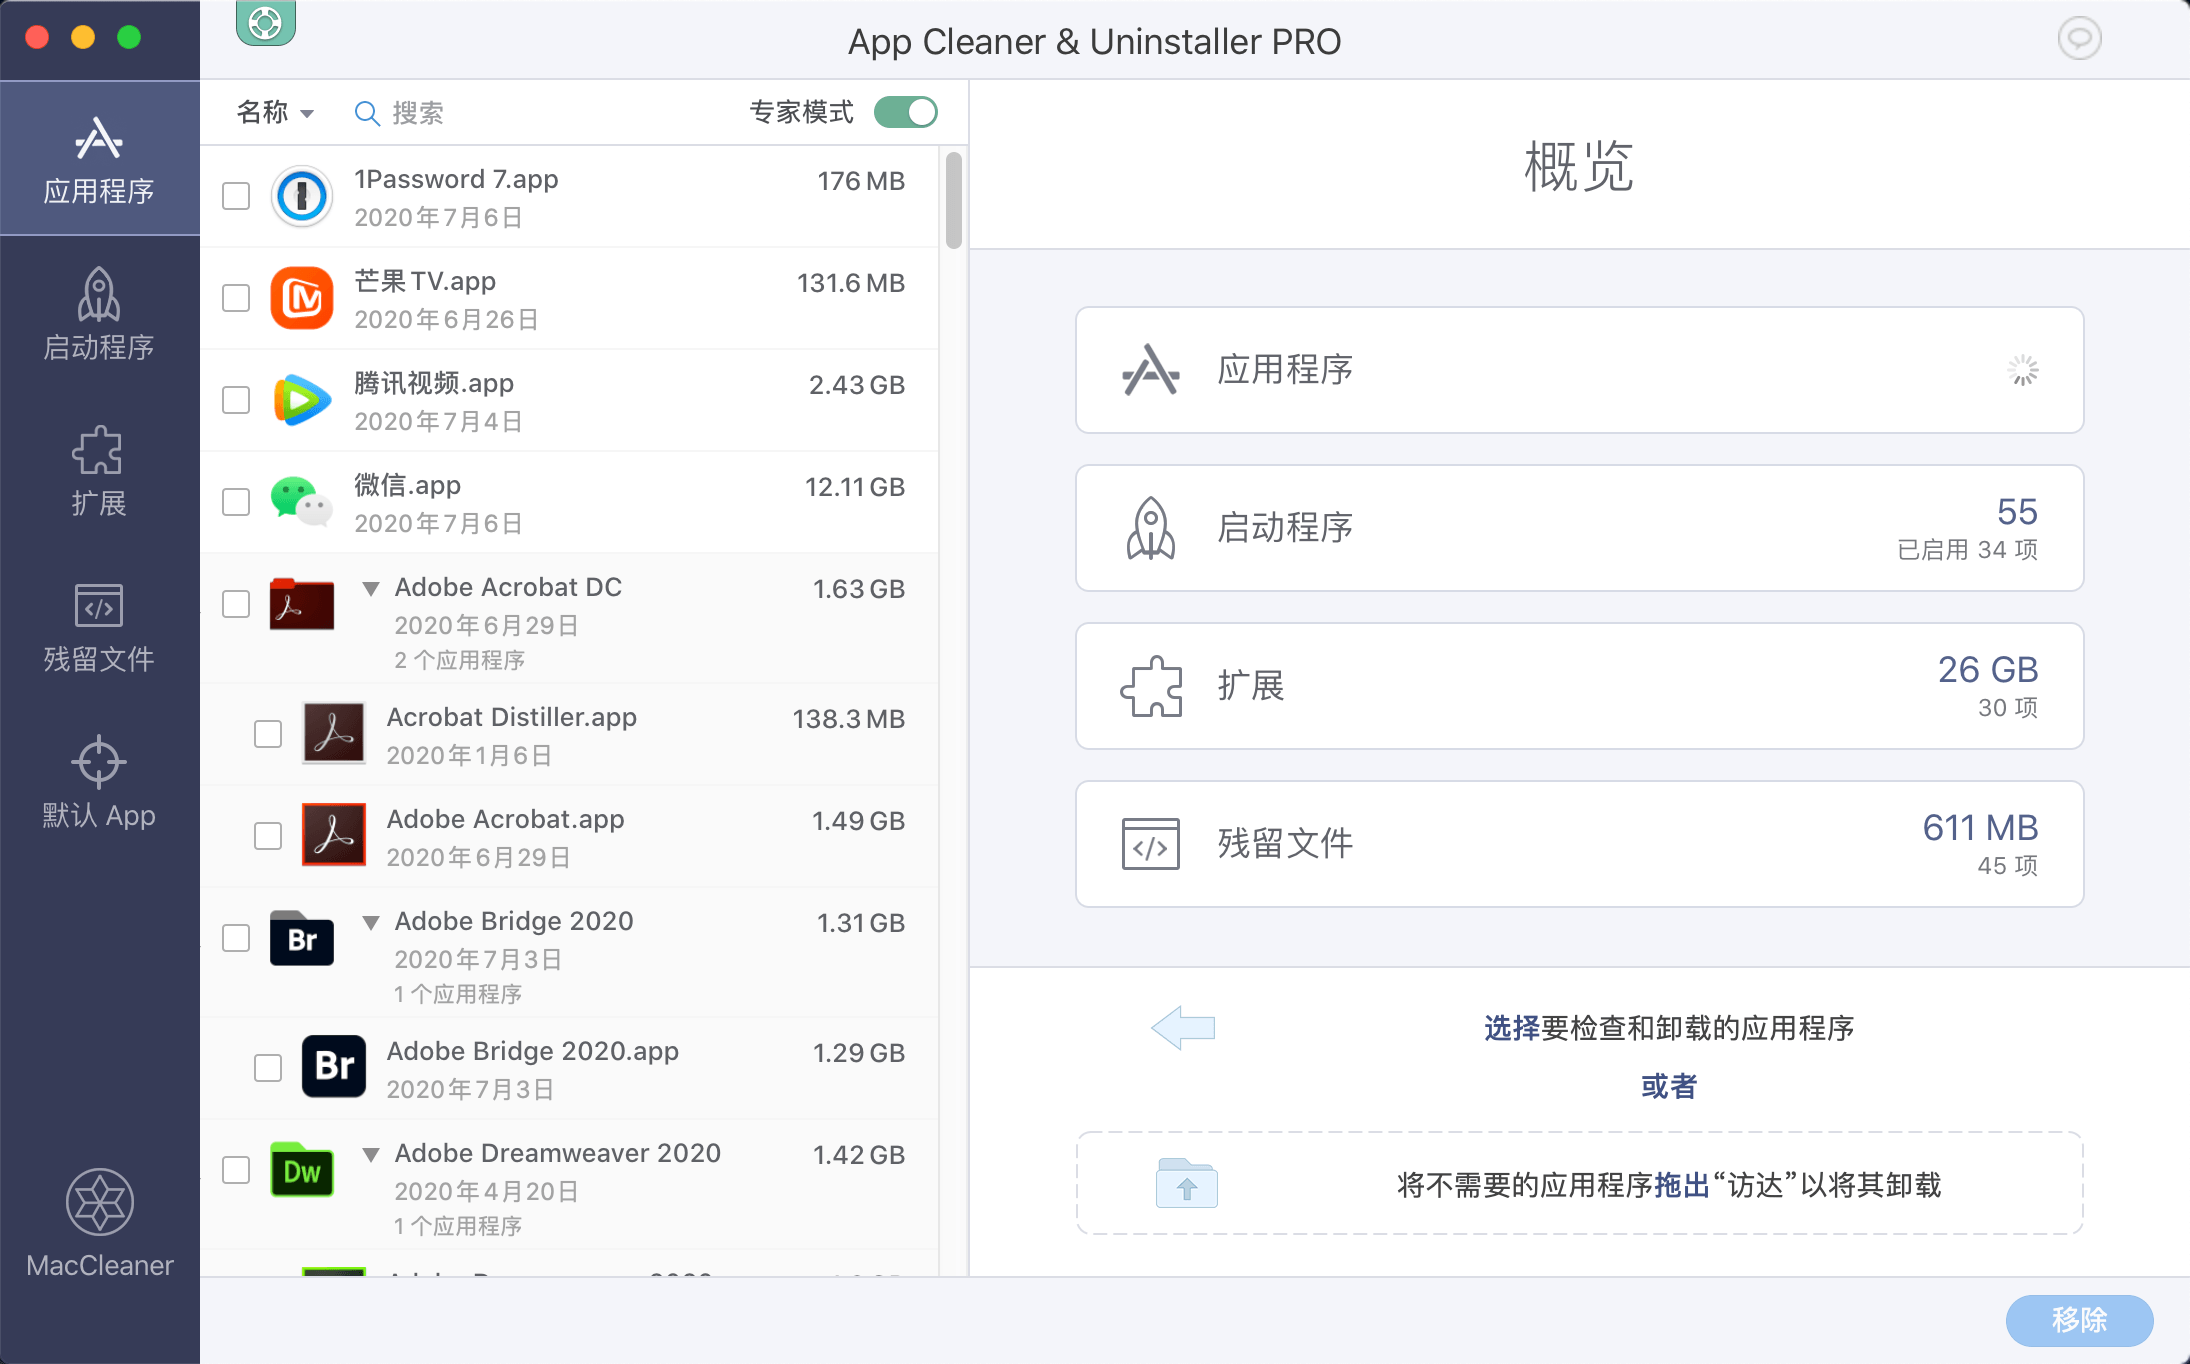 App Cleaner & Uninstaller PRO
应用程序
启动程序
扩展
残留文件
默认 App
MacCleaner
名称
搜索
专家模式
1Password 7.app
176 MB
2020年7月6日
芒果TV.app
131.6 MB
2020年6月26日
腾讯视频.app
2.43 GB
2020年7月4日
微信.app
12.11 GB
2020年7月6日
Adobe Acrobat DC
1.63 GB
2020年6月29日
2 个应用程序
Acrobat Distiller.app
138.3 MB
2020年1月6日
Adobe Acrobat.app
1.49 GB
2020年6月29日
Br
Adobe Bridge 2020
1.31 GB
2020年7月3日
1 个应用程序
Br
Adobe Bridge 2020.app
1.29 GB
2020年7月3日
Dw
Adobe Dreamweaver 2020
1.42 GB
2020年4月20日
1 个应用程序
概览
应用程序
启动程序
55
已启用 34 项
扩展
26 GB
30 项
残留文件
611 MB
45 项
选择要检查和卸载的应用程序
或者
将不需要的应用程序拖出“访达”以将其卸载
移除